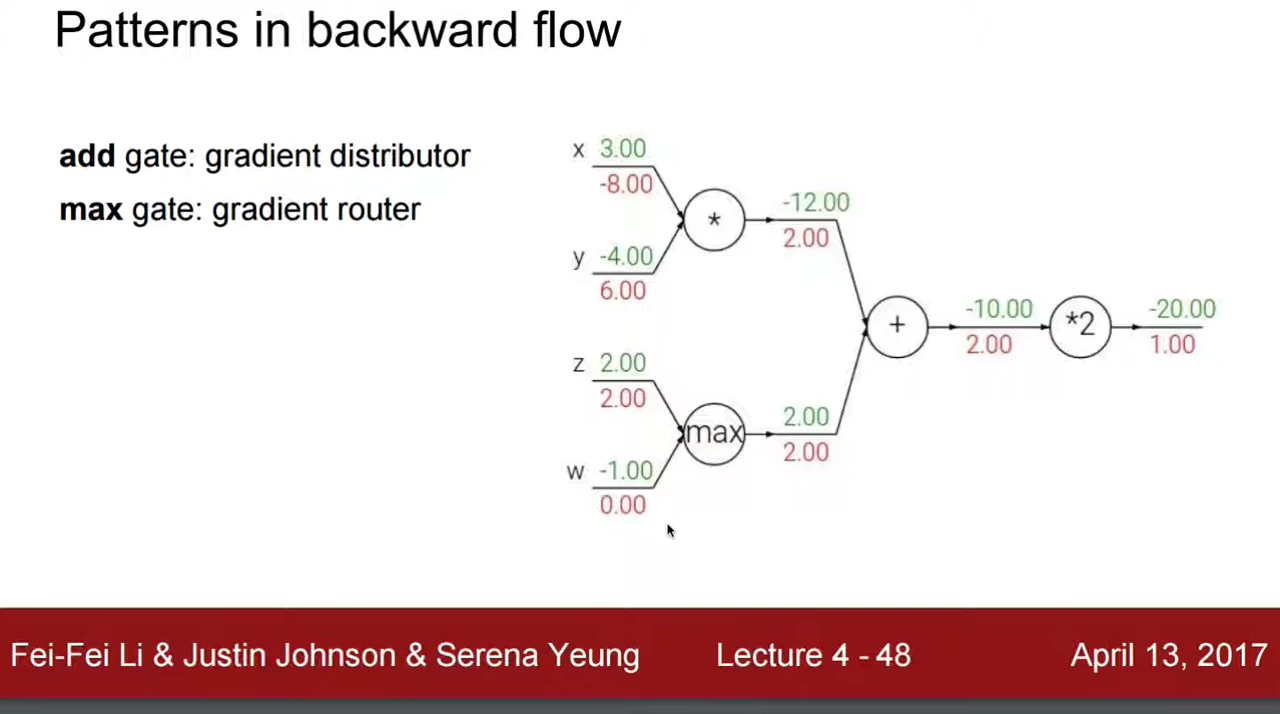 Patterns in backward flow
add gate: gradient distributor
max gate: gradient router
x 3.00
-8.00
y -4.00
6.00
*
-12.00
2.00
z 2.00
2.00
w -1.00
0.00
max
2.00
2.00
+
-10.00
2.00
*2
-20.00
1.00
Fei-Fei Li & Justin Johnson & Serena Yeung Lecture 4 - 48 April 13, 2017